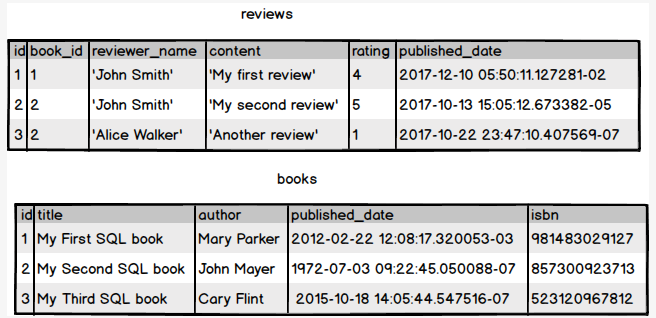 reviews
id book_id reviewer_name content rating published_date
1 1 'John Smith' 'My first review' 4 2017-12-10 05:50:11.127281-02
2 2 'John Smith' 'My second review' 5 2017-10-13 15:05:12.673382-05
3 2 'Alice Walker' 'Another review' 1 2017-10-22 23:47:10.407569-07
books
id title author published_date isbn
1 My First SQL book Mary Parker 2012-02-22 12:08:17.320053-03 981483029127
2 My Second SQL book John Mayer 1972-07-03 09:22:45.050088-07 857300923713
3 My Third SQL book Cary Flint 2015-10-18 14:05:44.547516-07 523120967812